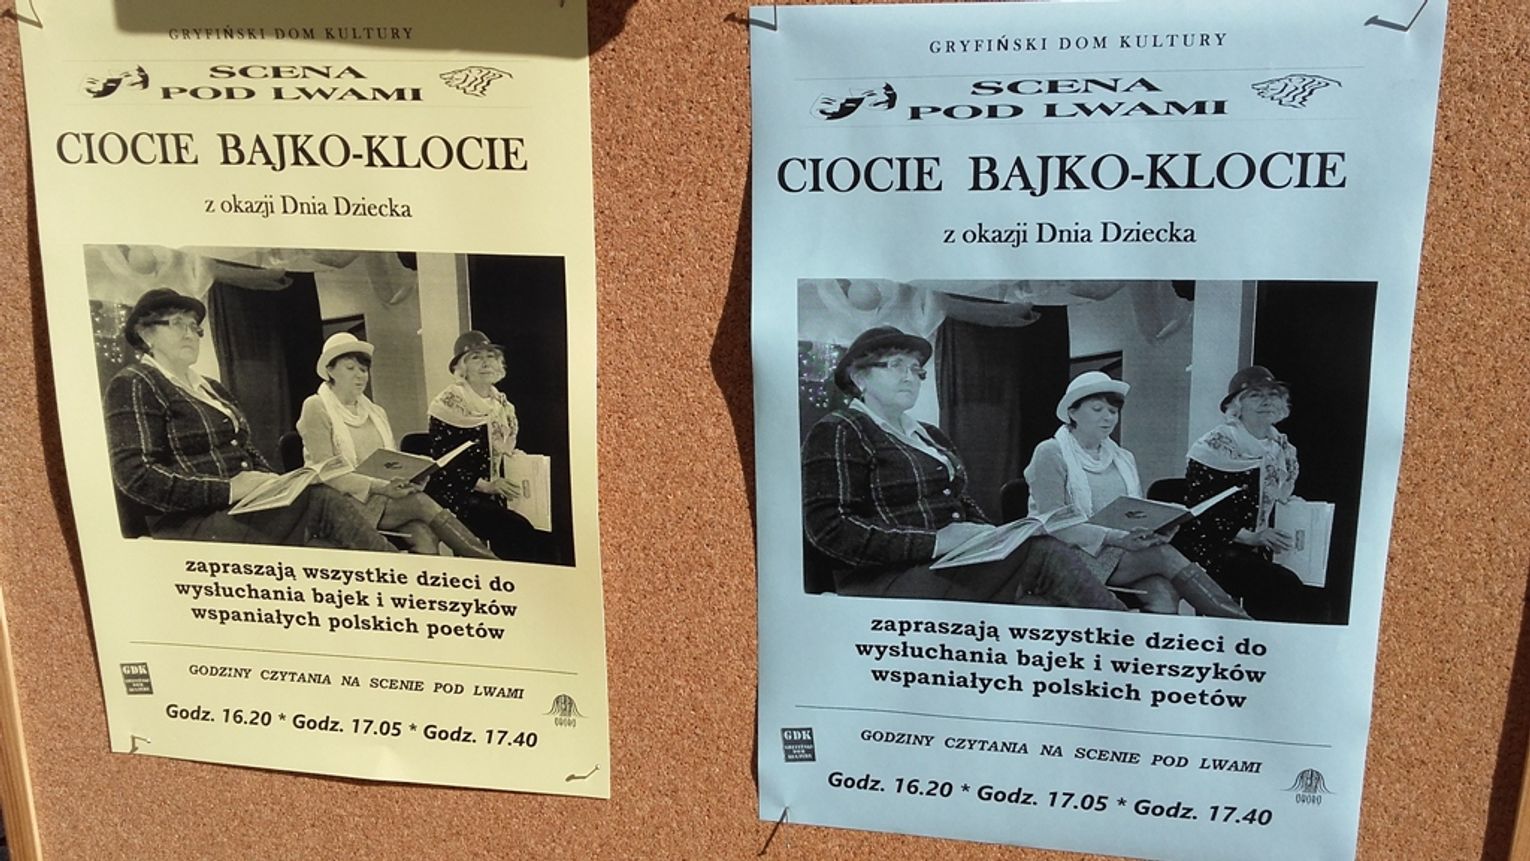 GRYFIŃSKI DOM KULTURY
SCENA
POD LWAMI
CIOCIE BAJKO-KLOCIE
z okazji Dnia Dziecka
zapraszają wszystkie dzieci do
wysłuchania bajek i wierszyków
wspaniałych polskich poetów
GDK
GODZINY CZYTANIA NA SCENIE POD LWAMI
Godz. 16.20 * Godz. 17.05 * Godz. 17.40
GRYFIŃSKI DOM KULTURY
SCENA
POD LWAMI
CIOCIE BAJKO-KLOCIE
z okazji Dnia Dziecka
zapraszają wszystkie dzieci do
wysłuchania bajek i wierszyków
wspaniałych polskich poetów
GDK
GRYFIŃSKI
DOM
KULTURY
GODZINY CZYTANIA NA SCENIE POD LWAMI
Godz. 16.20 * Godz. 17.05 * Godz. 17.40